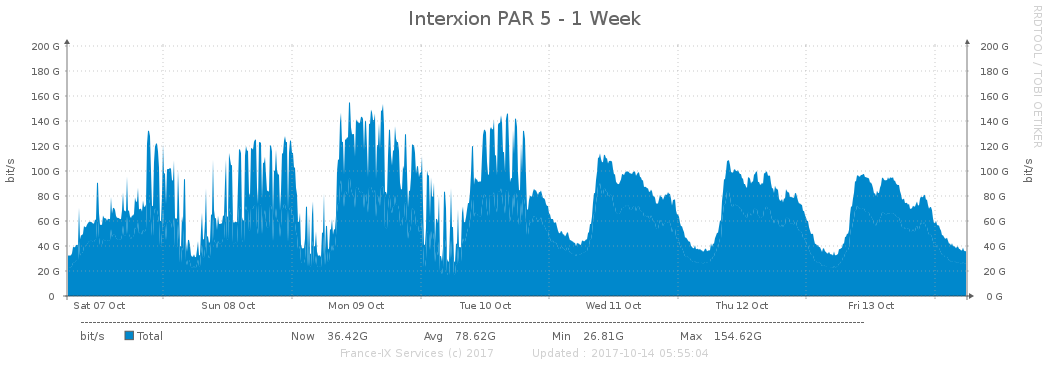 Interxion PAR 5 - 1 Week
RRDTOOL / TOBI OETIKER
200 G 200 G
180 G 180 G
160 G 160 G
140 G 140 G
120 G 120 G
100 G 100 G
80 G 80 G
60 G 60 G
40 G 40 G
20 G 20 G
0 0 G
bit/s bit/s
Sat 07 Oct Sun 08 Oct Mon 09 Oct Tue 10 Oct Wed 11 Oct Thu 12 Oct Fri 13 Oct
bit/s Total Now 36.42G Avg 78.62G Min 26.81G Max 154.62G
France-IX Services (c) 2017 Updated : 2017-10-14 05:55:04